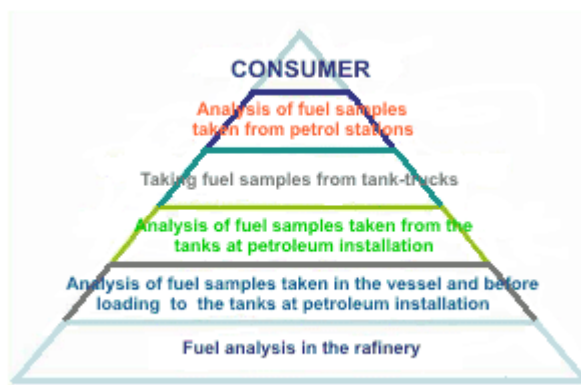 CONSUMER
Analysis of fuel samples
taken from petrol stations
Taking fuel samples from tank-trucks
Analysis of fuel samples taken from the
tanks at petroleum installation
Analysis of fuel samples taken in the vessel and before
loading to the tanks at petroleum installation
Fuel analysis in the rafinery